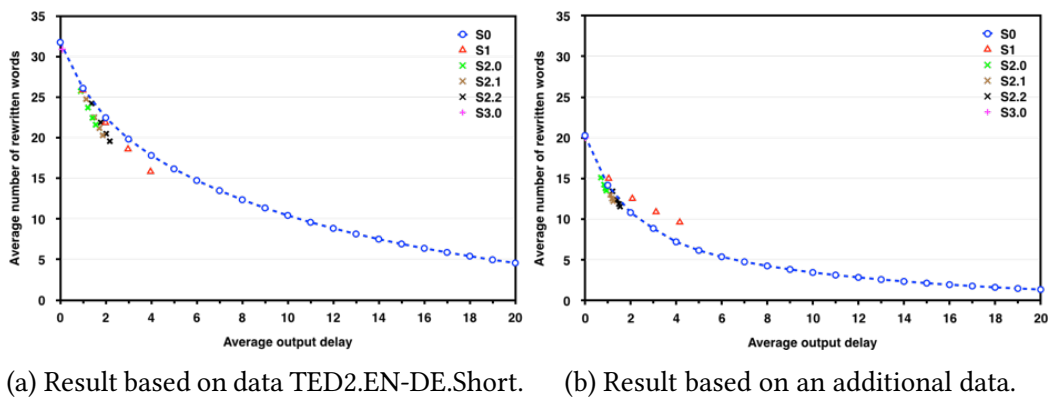 35
30
25
20
15
10
5
0
Average number of rewritten words
S0
S1
S2.0
S2.1
S2.2
S3.0
0 2 4 6 8 10 12 14 16 18 20
Average output delay
(a) Result based on data TED2.EN-DE.Short.
35
30
25
20
15
10
5
0
Average number of rewritten words
S0
S1
S2.0
S2.1
S2.2
S3.0
0 2 4 6 8 10 12 14 16 18 20
Average output delay
(b) Result based on an additional data.